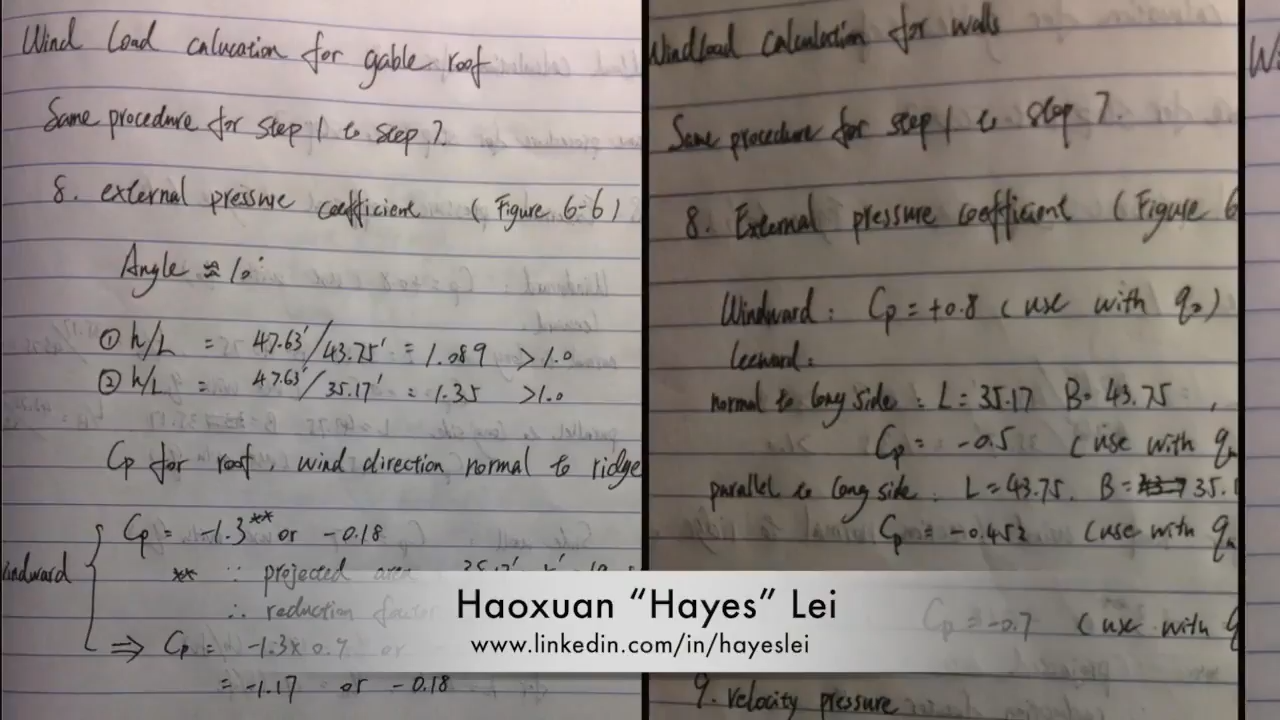 Wind Load calucation for gable roof
Same procedure for step 1 to step 7.
8. external pressure coefficient ( Figure 6-6)
Angle ≈ 10°
① h/L = 47.63'/43.75' = 1.089 >1.0
② h/L = 47.63'/35.17' = 1.35 >1.0
Cp for roof, wind direction normal to ridge
Cp = -1.3** or -0.18
windward
** ∵ projected area
∴ reduction
⇒ Cp = -1.3x or
= -1.17 or -0.18
Windload calculation for walls
Same procedure for step 1 to step 7.
8. External pressure coefficient (Figure 6
Windward : Cp = +0.8 (use with
Leeward :
normal to long side : L = 35.17 B= 43.75 ,
Cp = -0.5 (use with
parallel to long side : L = 43.75. B = 35.1
Cp = -0.452 (use with
Cp = -0.7 (use with
9. Velocity pressure
Haoxuan “Hayes” Lei
www.linkedin.com/in/hayeslei